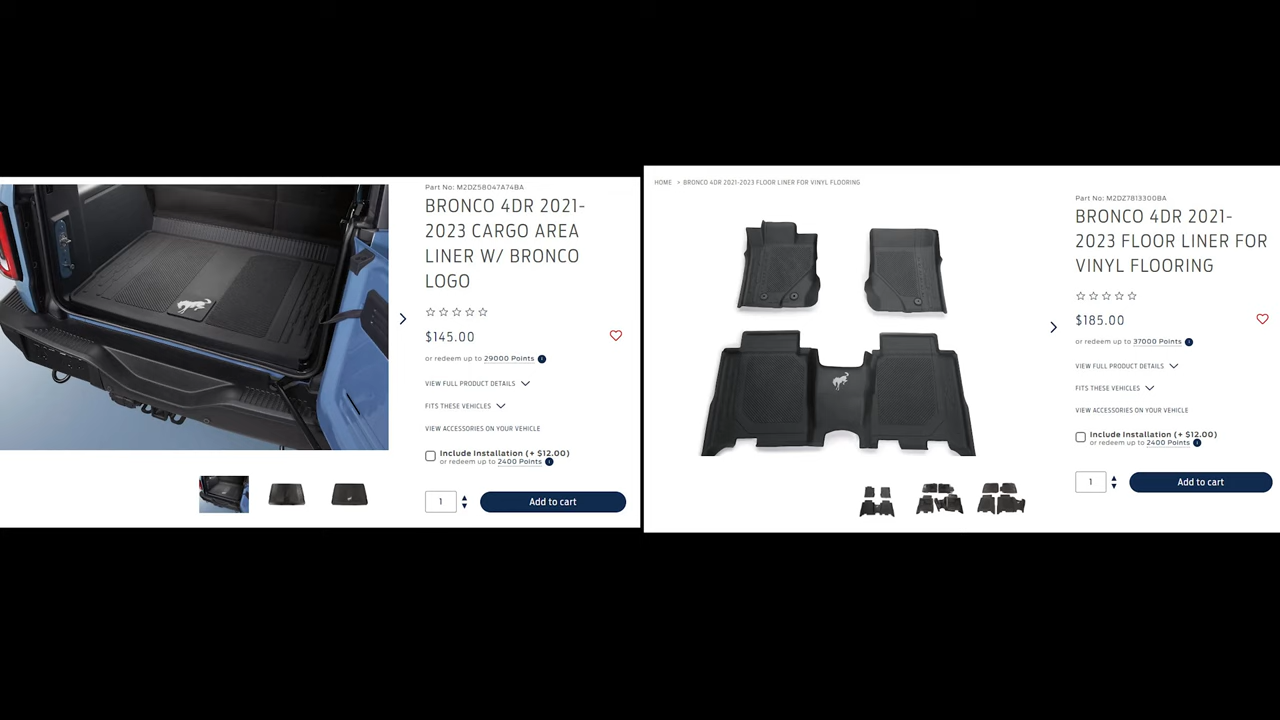 Part No: M2DZ58047A74BA
BRONCO 4DR 2021-
2023 CARGO AREA
LINER W/ BRONCO
LOGO
$145.00
or redeem up to 29000 Points
VIEW FULL PRODUCT DETAILS
FITS THESE VEHICLES
VIEW ACCESSORIES ON YOUR VEHICLE
Include Installation (+ $12.00)
or redeem up to 2400 Points
1
Add to cart
HOME > BRONCO 4DR 2021-2023 FLOOR LINER FOR VINYL FLOORING
Part No: M2DZ7813300BA
BRONCO 4DR 2021-
2023 FLOOR LINER FOR
VINYL FLOORING
$185.00
or redeem up to 37000 Points
VIEW FULL PRODUCT DETAILS
FITS THESE VEHICLES
VIEW ACCESSORIES ON YOUR VEHICLE
Include Installation (+ $12.00)
or redeem up to 2400 Points
1
Add to cart